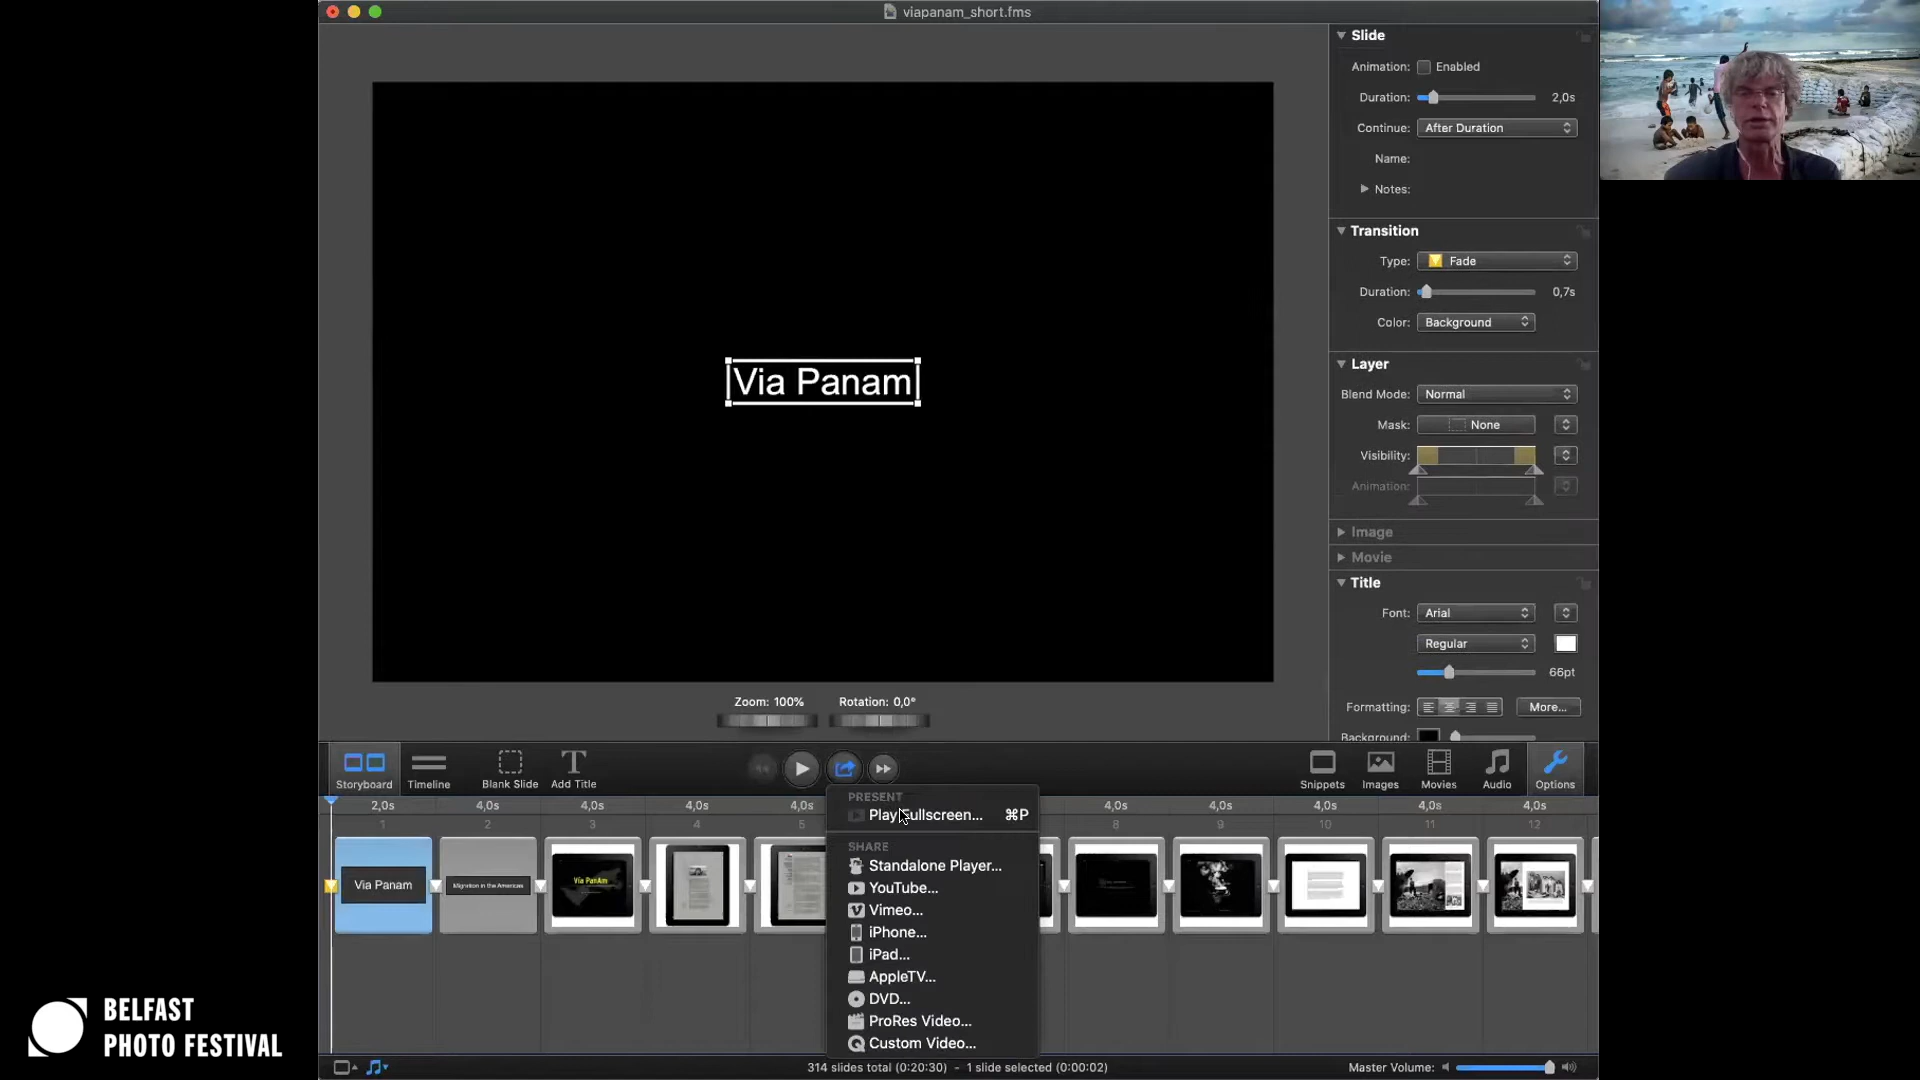 viapanam_short.fms
Slide
Animation: Enabled
Duration: 2,0s
Continue: After Duration
Name:
Notes:
Transition
Type: Fade
Duration: 0,7s
Color: Background
Layer
Blend Mode: Normal
Mask: None
Visibility:
Animation:
Image
Movie
Title
Font: Arial
Regular
66pt
Formatting: More...
Background:
Via Panam
Zoom: 100% Rotation: 0,0°
Storyboard Timeline Blank Slide Add Title
Snippets Images Movies Audio Options
2,0s 4,0s 4,0s 4,0s 4,0s 4,0s 4,0s 4,0s 4,0s 4,0s
1 2 3 4 5 8 9 10 11 12
Via Panam
Migration in the Americas
Via PanAm
PRESENT
Play Fullscreen... ⌘P
SHARE
Standalone Player...
YouTube...
Vimeo...
iPhone...
iPad...
AppleTV...
DVD...
ProRes Video...
Custom Video...
314 slides total (0:20:30) - 1 slide selected (0:00:02)
Master Volume:
BELFAST
PHOTO FESTIVAL